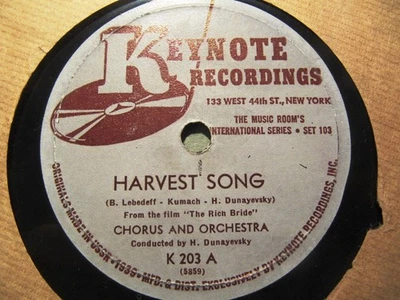 KEYNOTE
RECORDINGS
133 WEST 44th ST., NEW YORK
THE MUSIC ROOM'S
INTERNATIONAL SERIES • SET 103
HARVEST SONG
(B. Lebedeff - Kumach - H. Dunayevsky)
From the film "The Rich Bride"
CHORUS AND ORCHESTRA
Conducted by H. Dunayevsky
K 203 A
(5859)
ORIGINALS MADE IN USSR • 1939 • MFD. & DIST. EXCLUSIVELY BY KEYNOTE RECORDINGS, INC.